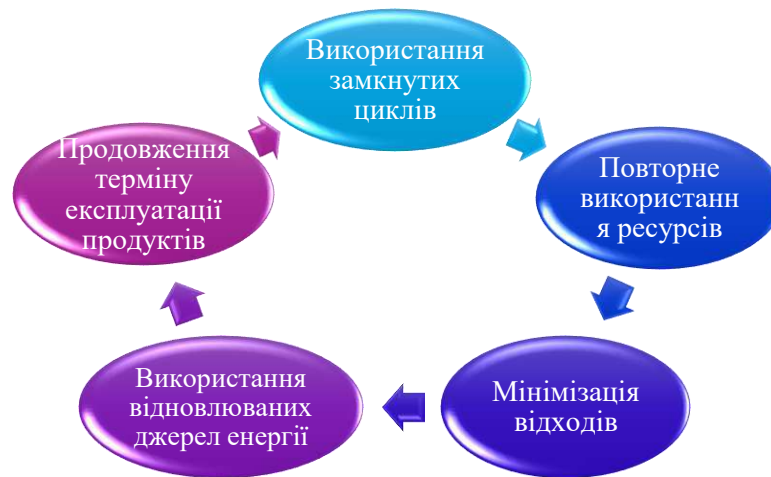 Використання
замкнутих
циклів
Повторне
використанн
я ресурсів
Мінімізація
відходів
Використання
відновлюваних
джерел енергії
Продовження
терміну
експлуатації
продуктів